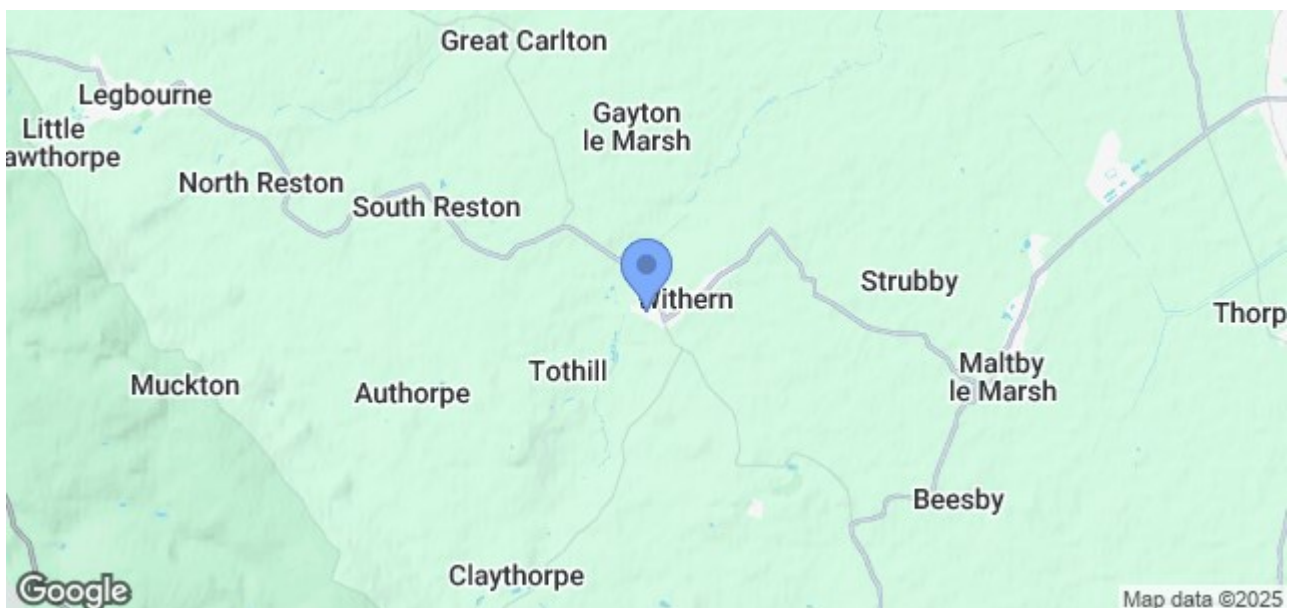 Great Carlton
Legbourne
Gayton
le Marsh
Little
awthorpe
North Reston
South Reston
Strubby
Withern
Thorp
Maltby
le Marsh
Tothill
Muckton
Authorpe
Beesby
Claythorpe
Google
Map data ©2025